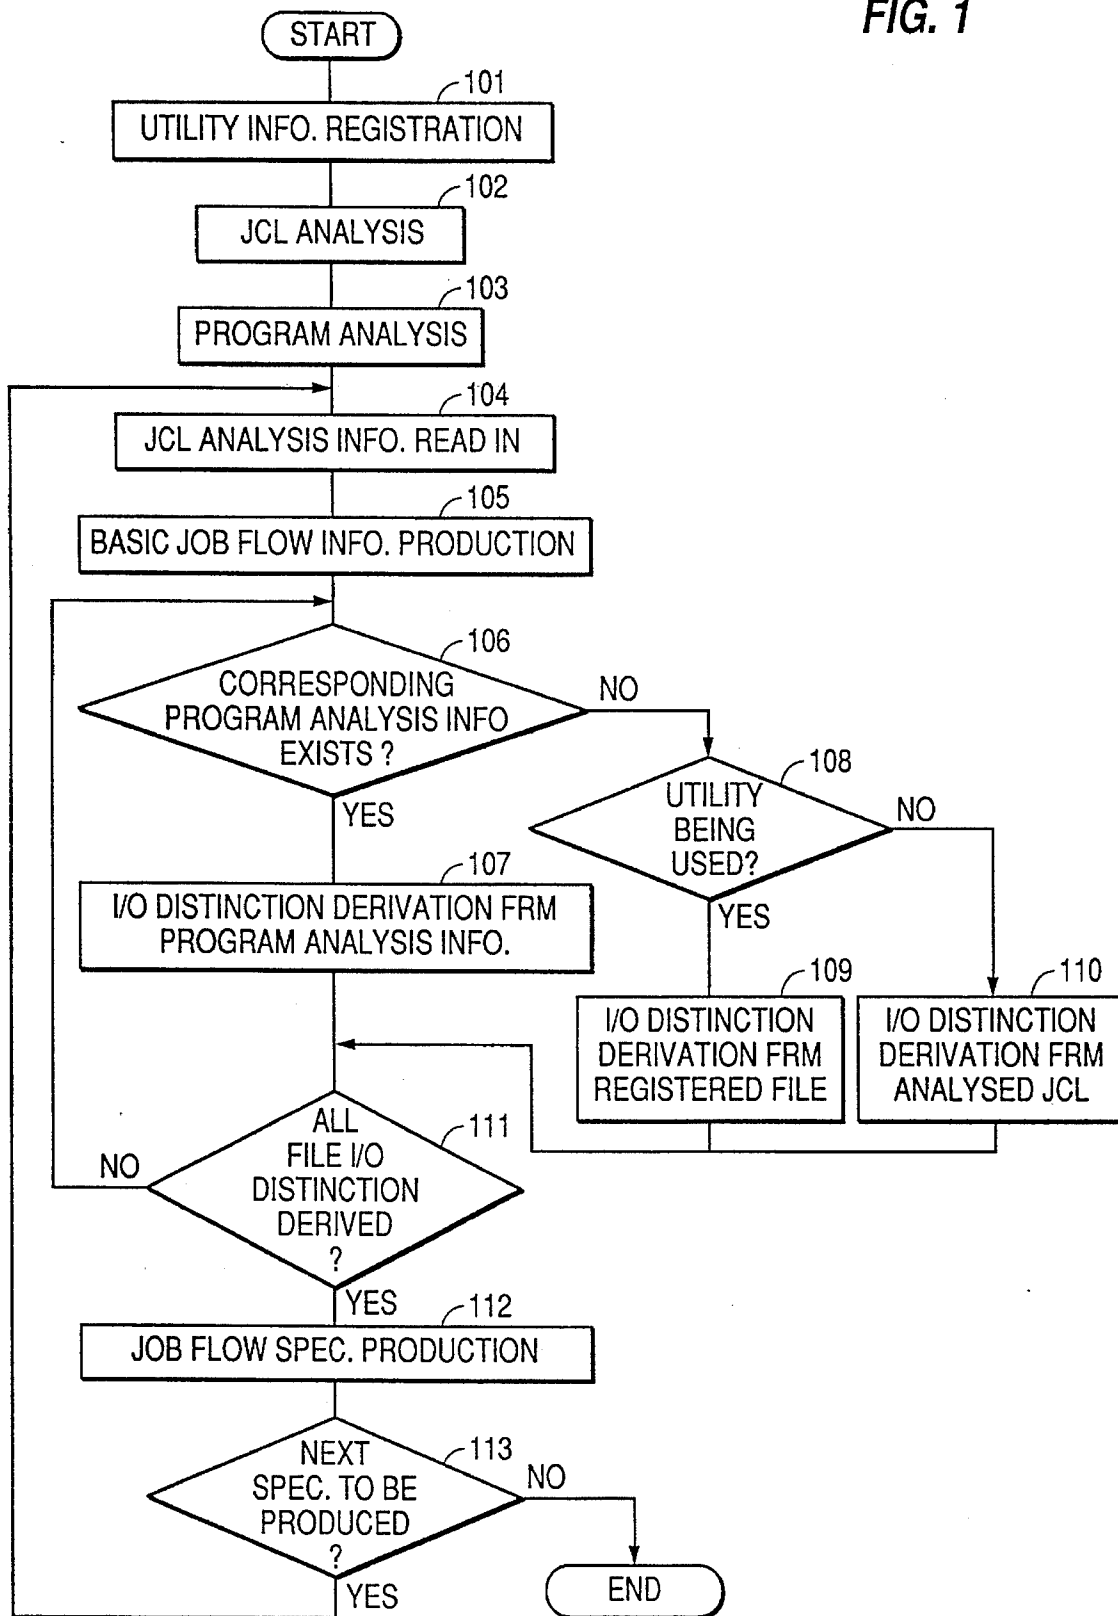 FIG. 1
START
101
UTILITY INFO. REGISTRATION
102
JCL ANALYSIS
103
PROGRAM ANALYSIS
104
JCL ANALYSIS INFO. READ IN
105
BASIC JOB FLOW INFO. PRODUCTION
106
CORRESPONDING
PROGRAM ANALYSIS INFO
EXISTS ?
NO
YES
108
UTILITY
BEING
USED?
NO
YES
107
I/O DISTINCTION DERIVATION FRM
PROGRAM ANALYSIS INFO.
109
I/O DISTINCTION
DERIVATION FRM
REGISTERED FILE
110
I/O DISTINCTION
DERIVATION FRM
ANALYSED JCL
111
ALL
FILE I/O
DISTINCTION
DERIVED
?
NO
YES
112
JOB FLOW SPEC. PRODUCTION
113
NEXT
SPEC. TO BE
PRODUCED
?
NO
YES
END